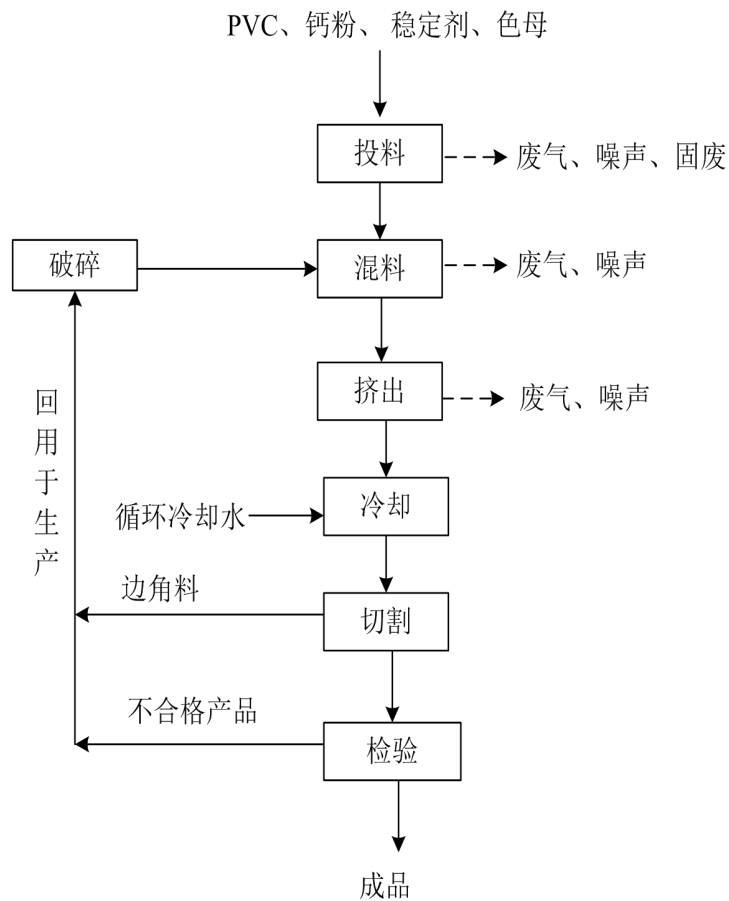 PVC、钙粉、稳定剂、色母
投料
废气、噪声、固废
破碎
混料
废气、噪声
挤出
废气、噪声
回用于生产
循环冷却水
冷却
边角料
切割
不合格产品
检验
成品